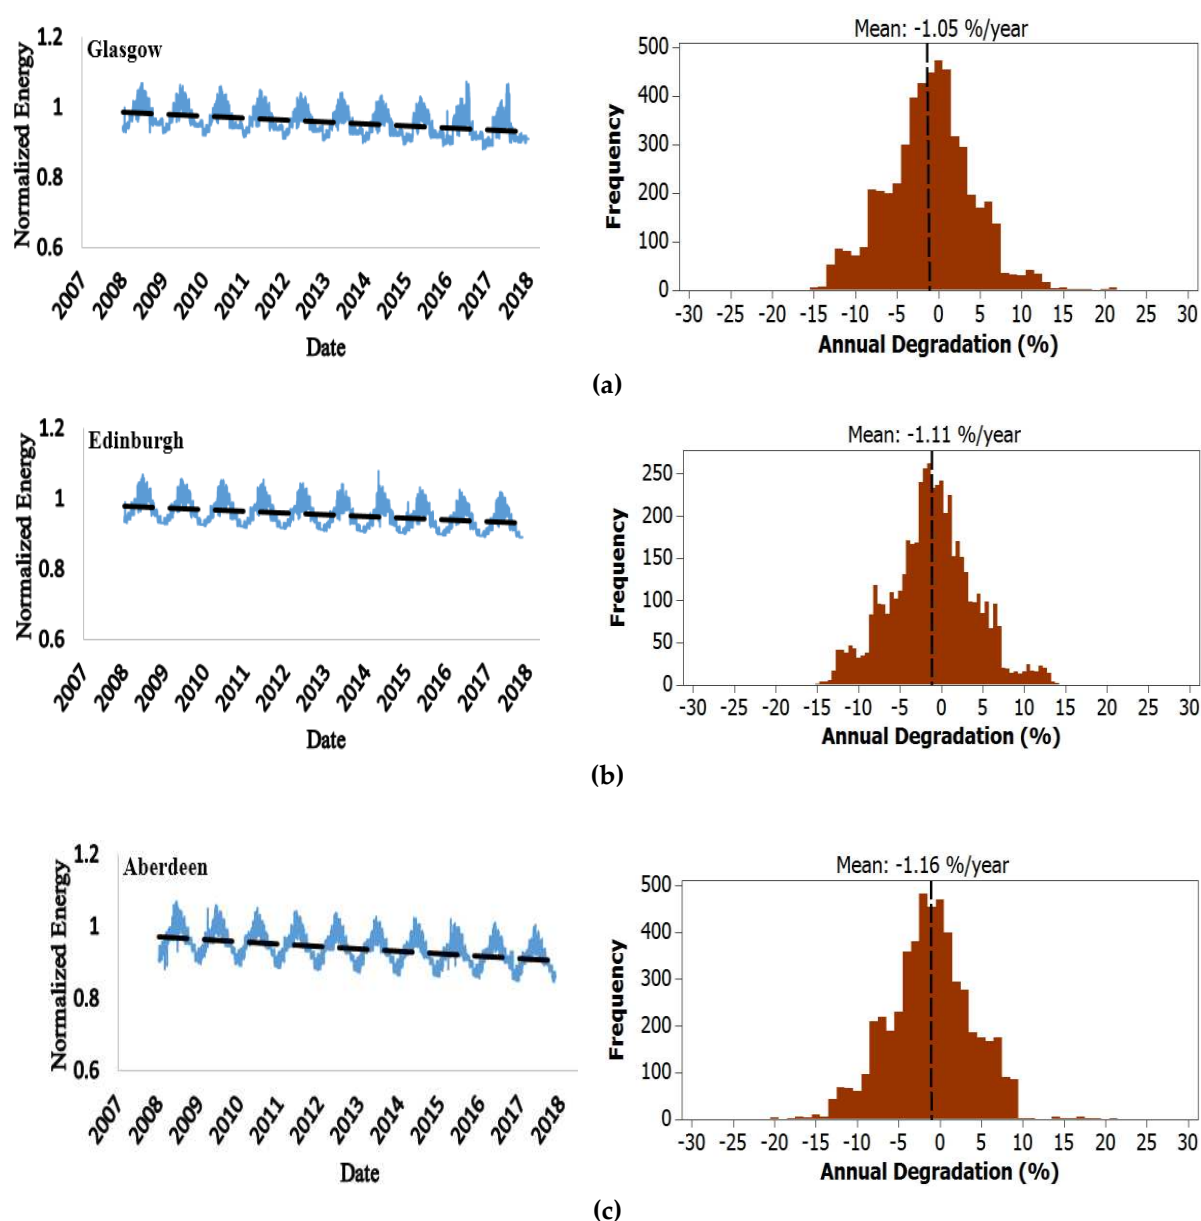 Glasgow
Normalized Energy
1.2
1
0.8
0.6
2007 2008 2009 2010 2011 2012 2013 2014 2015 2016 2017 2018
Date
Mean: -1.05 %/year
Frequency
500
400
300
200
100
0
-30 -25 -20 -15 -10 -5 0 5 10 15 20 25 30
Annual Degradation (%)
(a)
Edinburgh
Normalized Energy
1.2
1
0.8
0.6
2007 2008 2009 2010 2011 2012 2013 2014 2015 2016 2017 2018
Date
Mean: -1.11 %/year
Frequency
250
200
150
100
50
0
-30 -25 -20 -15 -10 -5 0 5 10 15 20 25 30
Annual Degradation (%)
(b)
Aberdeen
Normalized Energy
1.2
1
0.8
0.6
2007 2008 2009 2010 2011 2012 2013 2014 2015 2016 2017 2018
Date
Mean: -1.16 %/year
Frequency
500
400
300
200
100
0
-30 -25 -20 -15 -10 -5 0 5 10 15 20 25 30
Annual Degradation (%)
(c)